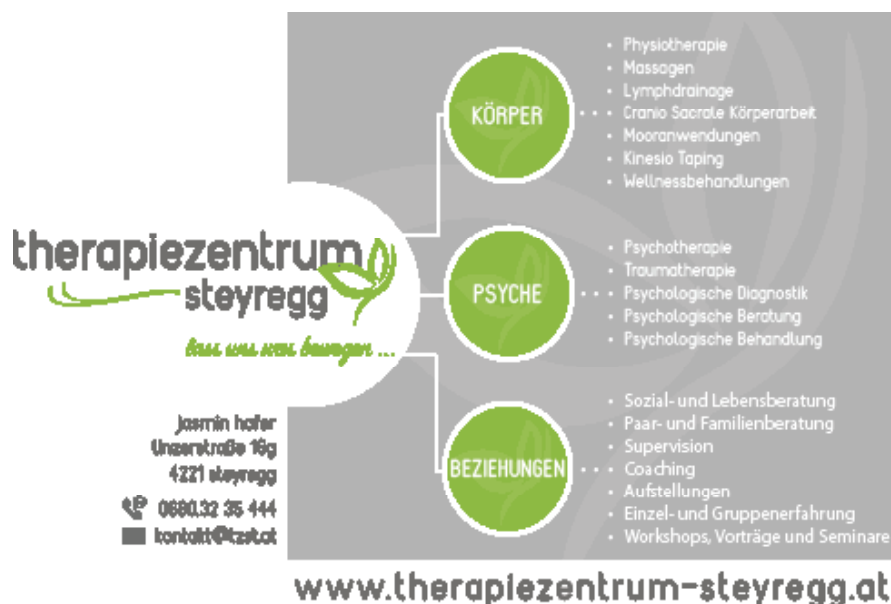 therapiezentrum
steyregg
lass uns was bewegen ...
jasmin hofer
linzerstraße 16g
4221 steyregg
0680.32 35 444
kontakt@tzst.at
KÖRPER
• Physiotherapie
• Massagen
• Lymphdrainage
• Cranio Sacrale Körperarbeit
• Mooranwendungen
• Kinesio Taping
• Wellnessbehandlungen
PSYCHE
• Psychotherapie
• Traumatherapie
• Psychologische Diagnostik
• Psychologische Beratung
• Psychologische Behandlung
BEZIEHUNGEN
• Sozial- und Lebensberatung
• Paar- und Familienberatung
• Supervision
• Coaching
• Aufstellungen
• Einzel- und Gruppenerfahrung
• Workshops, Vorträge und Seminare
www.therapiezentrum-steyregg.at